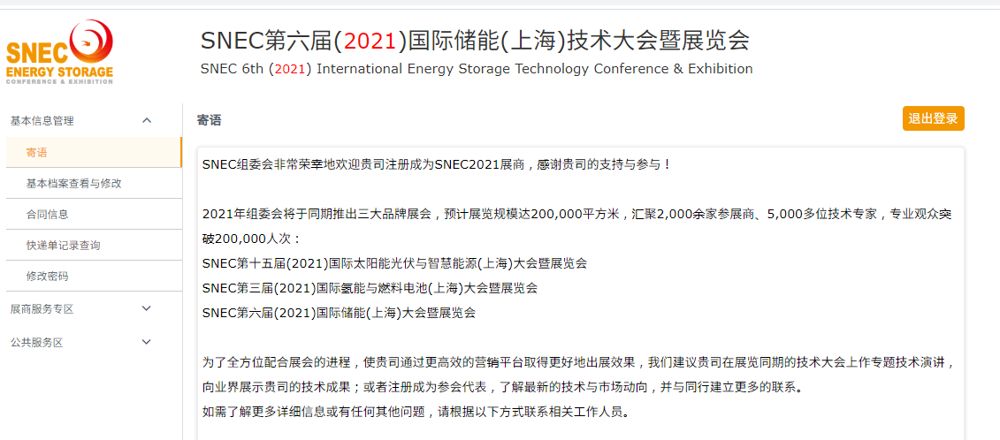 SNEC
ENERGY STORAGE
CONFERENCE & EXHIBITION
SNEC第六届(2021)国际储能(上海)技术大会暨展览会
SNEC 6th (2021) International Energy Storage Technology Conference & Exhibition
基本信息管理
寄语
基本档案查看与修改
合同信息
快递单记录查询
修改密码
展商服务专区
公共服务区
寄语
退出登录
SNEC组委会非常荣幸地欢迎贵司注册成为SNEC2021展商，感谢贵司的支持与参与！
2021年组委会将于同期推出三大品牌展会，预计展览规模达200,000平方米，汇聚2,000余家参展商、5,000多位技术专家，专业观众突
破200,000人次：
SNEC第十五届(2021)国际太阳能光伏与智慧能源(上海)大会暨展览会
SNEC第三届(2021)国际氢能与燃料电池(上海)大会暨展览会
SNEC第六届(2021)国际储能(上海)大会暨展览会
为了全方位配合展会的进程，使贵司通过更高效的营销平台取得更好地出展效果，我们建议贵司在展览同期的技术大会上作专题技术演讲，
向业界展示贵司的技术成果；或者注册成为参会代表，了解最新的技术与市场动向，并与同行建立更多的联系。
如需了解更多详细信息或有任何其他问题，请根据以下方式联系相关工作人员。